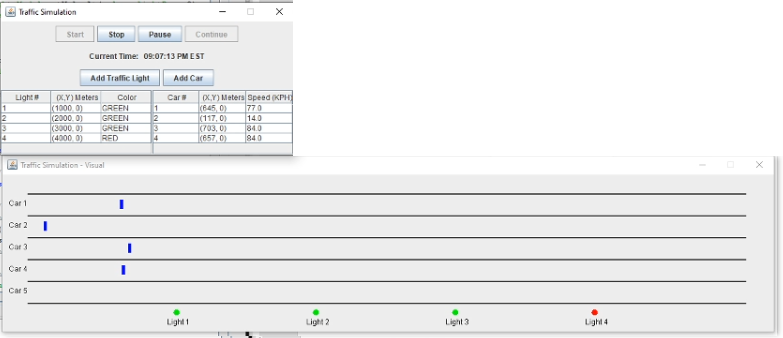 Traffic Simulation
Start Stop Pause Continue
Current Time: 09:07:13 PM EST
Add Traffic Light Add Car
Light # (X,Y) Meters Color Car # (X,Y) Meters Speed (KPH)
1 (1000, 0) GREEN 1 (645, 0) 77.0
2 (2000, 0) GREEN 2 (117, 0) 14.0
3 (3000, 0) GREEN 3 (703, 0) 84.0
4 (4000, 0) RED 4 (657, 0) 84.0
Traffic Simulation - Visual
Car 1
Car 2
Car 3
Car 4
Car 5
Light 1 Light 2 Light 3 Light 4